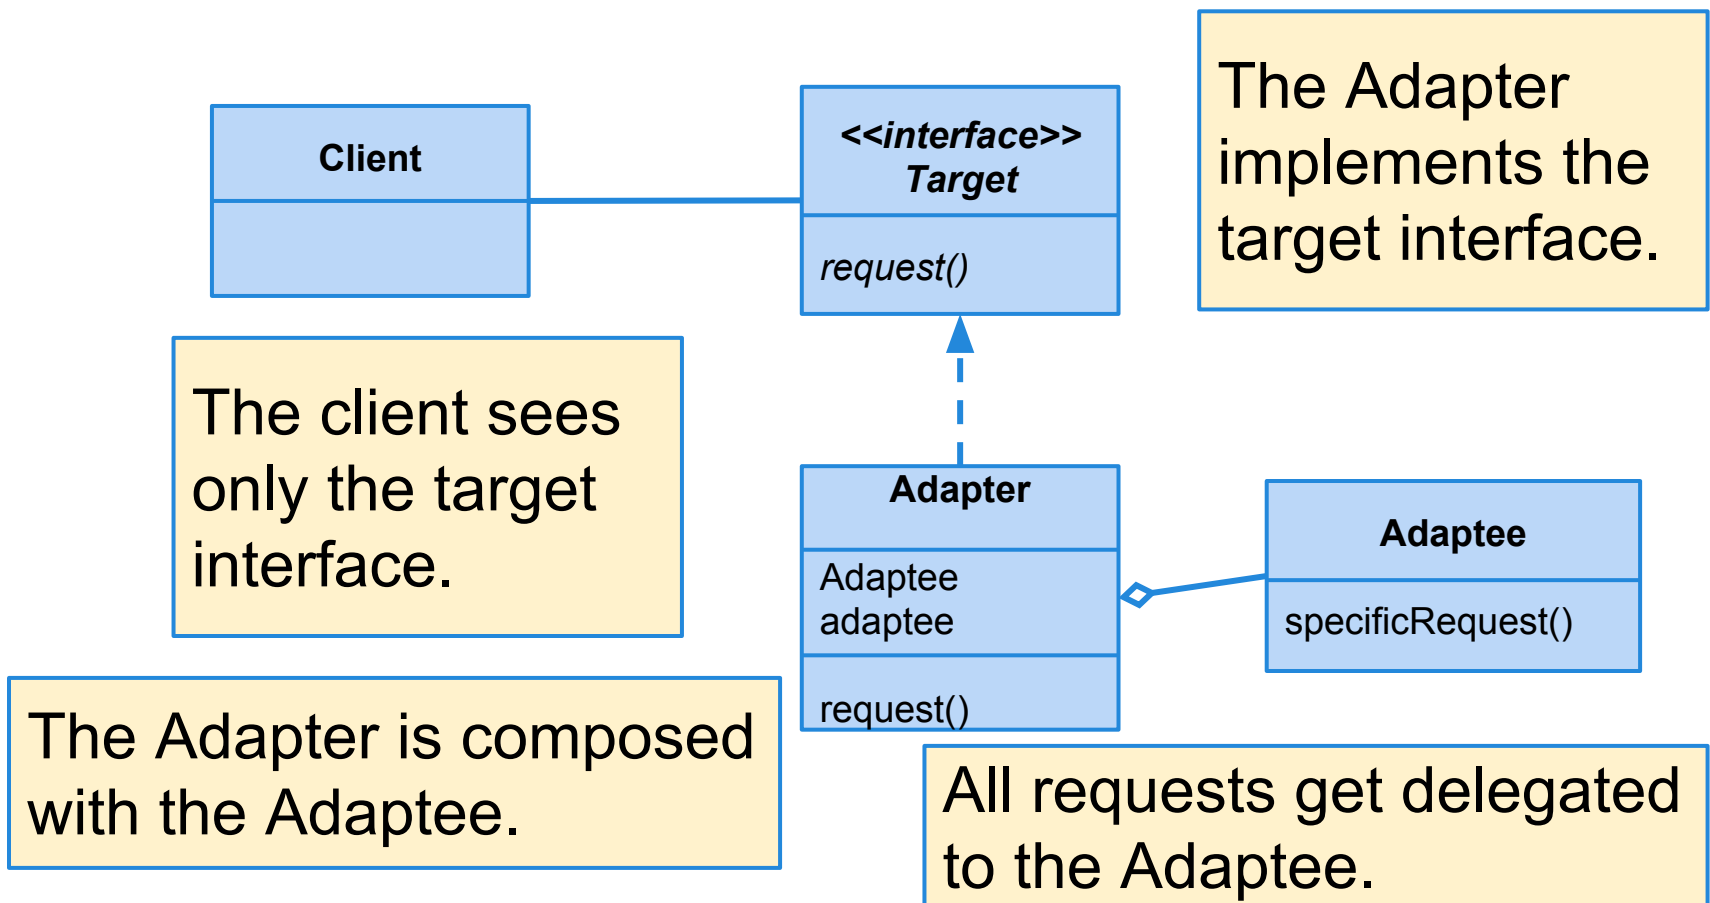 Client
<<interface>>
Target
request()
The Adapter
implements the
target interface.
The client sees
only the target
interface.
Adapter
Adaptee
adaptee
request()
Adaptee
specificRequest()
The Adapter is composed
with the Adaptee.
All requests get delegated
to the Adaptee.